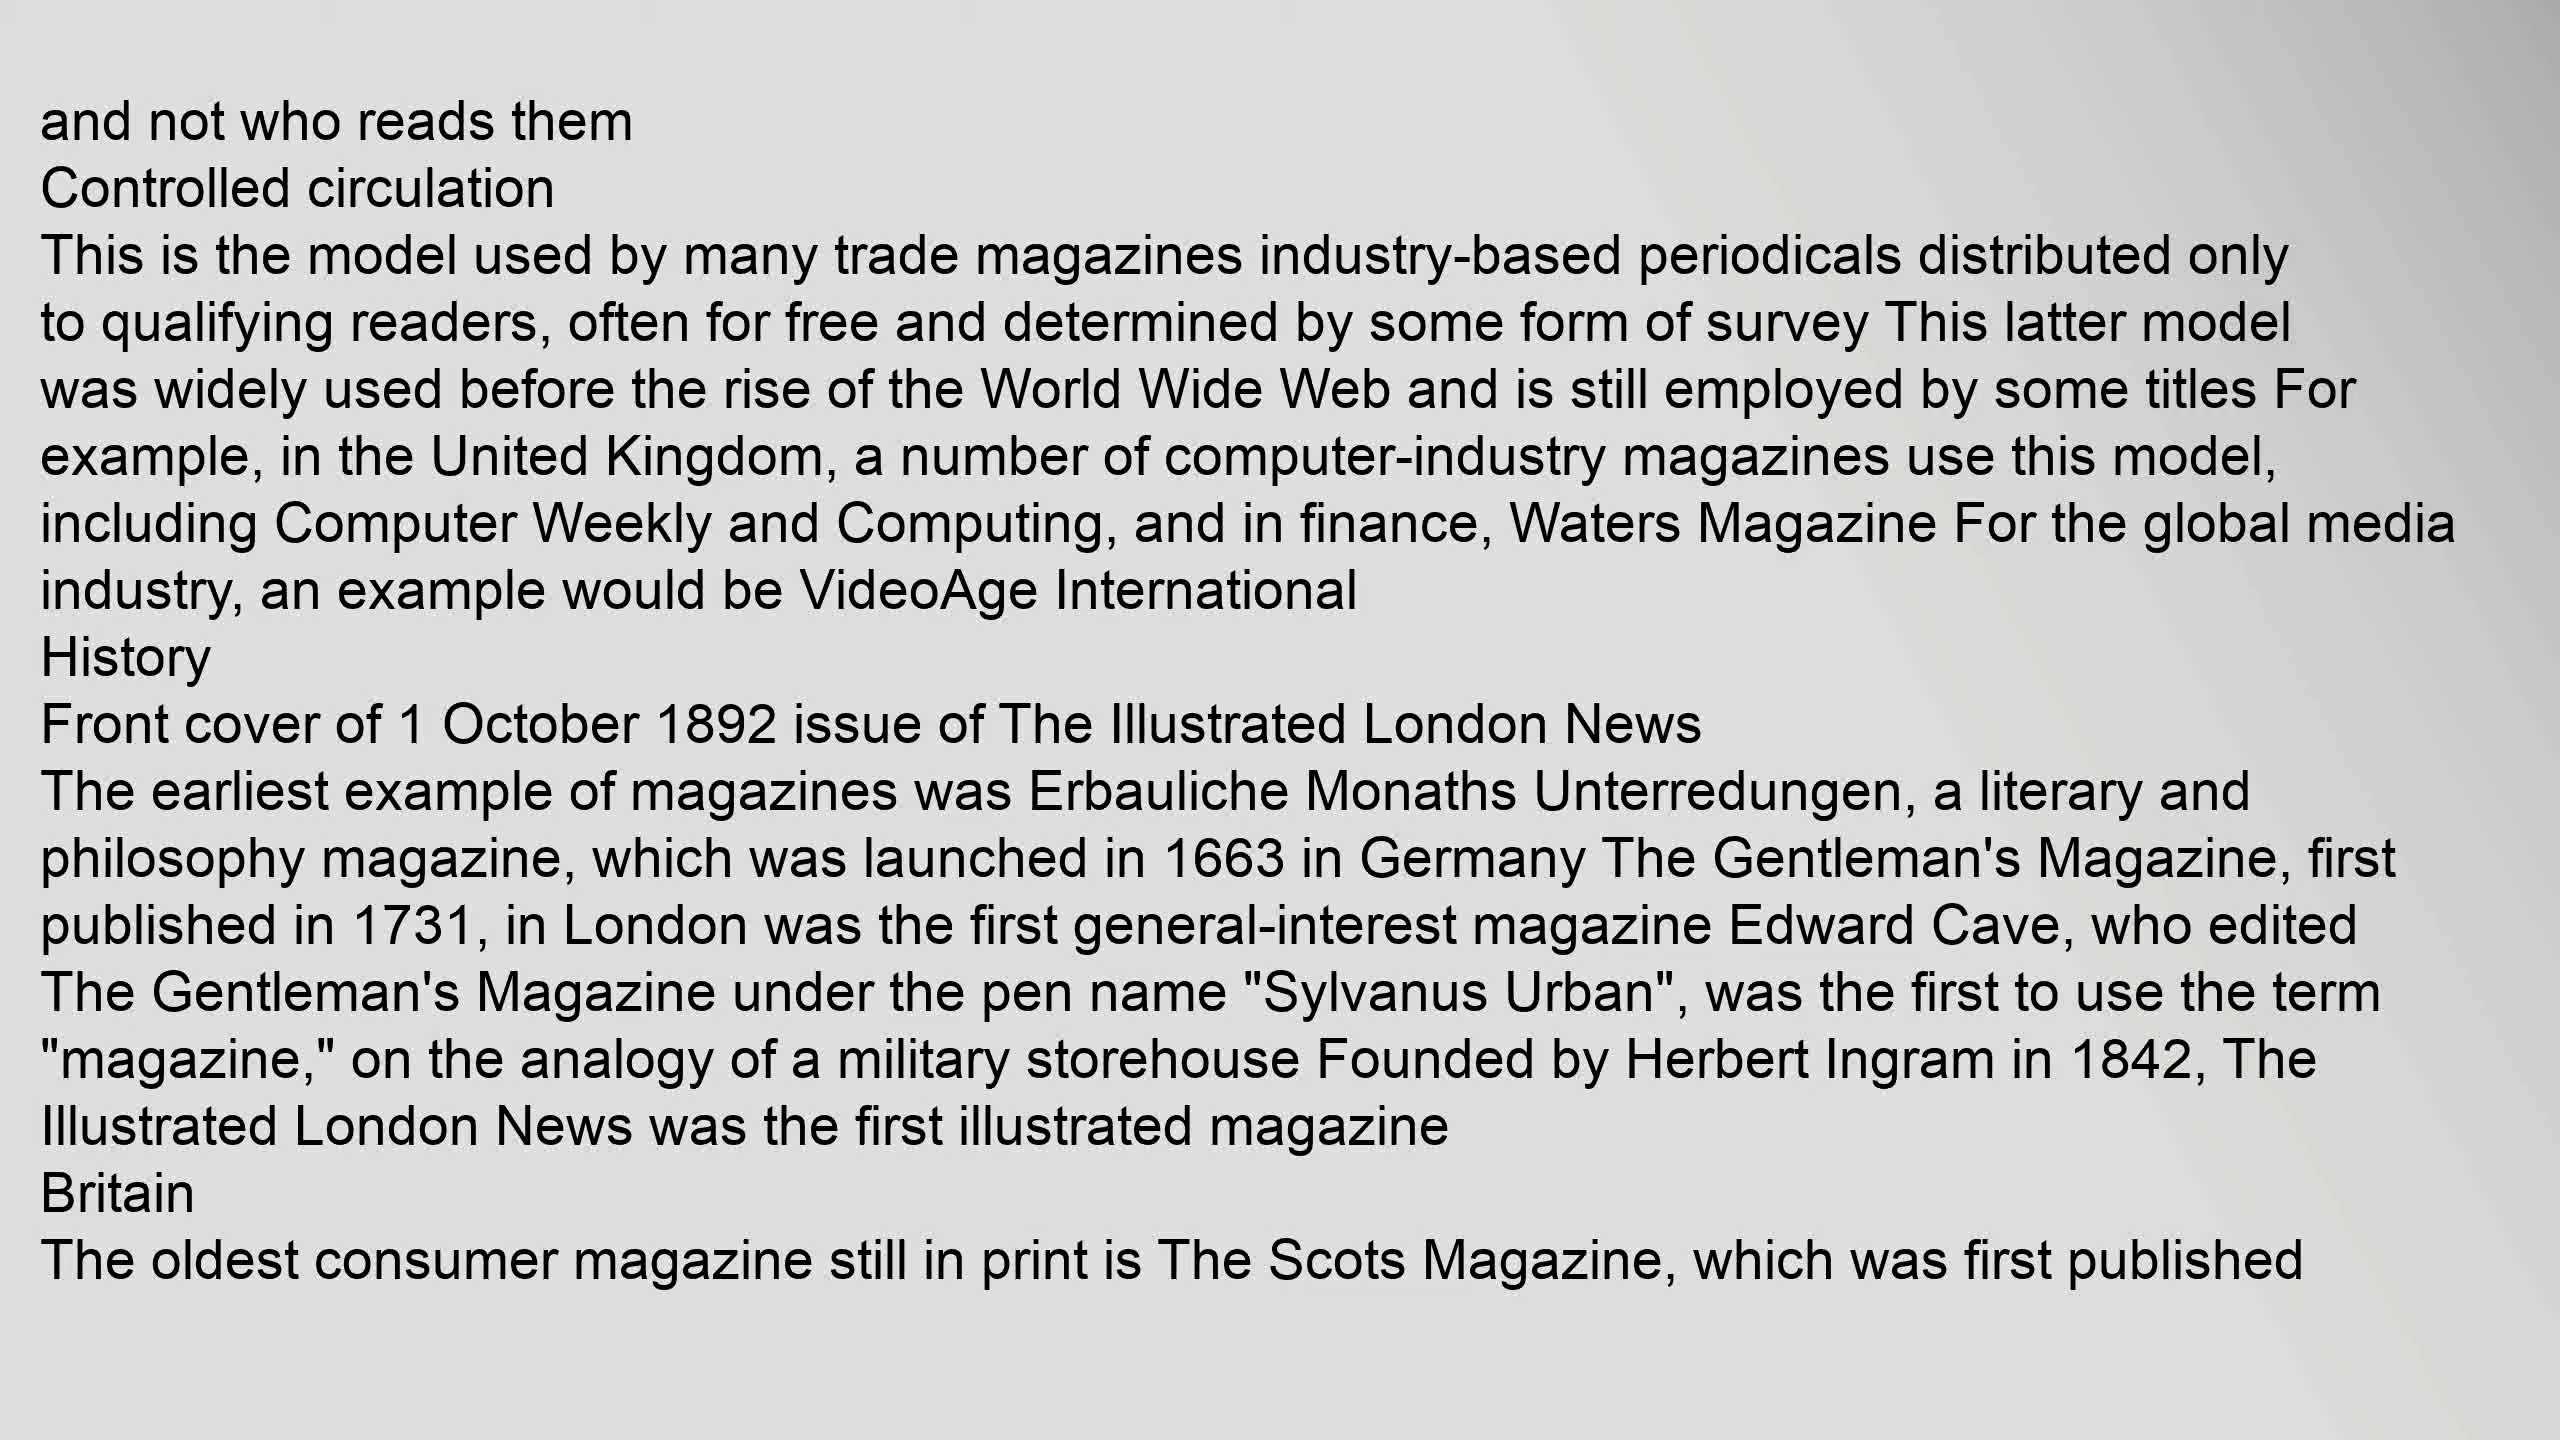 and not who reads them
Controlled circulation
This is the model used by many trade magazines industry-based periodicals distributed only
to qualifying readers, often for free and determined by some form of survey This latter model
was widely used before the rise of the World Wide Web and is still employed by some titles For
example, in the United Kingdom, a number of computer-industry magazines use this model,
including Computer Weekly and Computing, and in finance, Waters Magazine For the global media
industry, an example would be VideoAge International
History
Front cover of 1 October 1892 issue of The Illustrated London News
The earliest example of magazines was Erbauliche Monaths Unterredungen, a literary and
philosophy magazine, which was launched in 1663 in Germany The Gentleman's Magazine, first
published in 1731, in London was the first general-interest magazine Edward Cave, who edited
The Gentleman's Magazine under the pen name "Sylvanus Urban", was the first to use the term
"magazine," on the analogy of a military storehouse Founded by Herbert Ingram in 1842, The
Illustrated London News was the first illustrated magazine
Britain
The oldest consumer magazine still in print is The Scots Magazine, which was first published